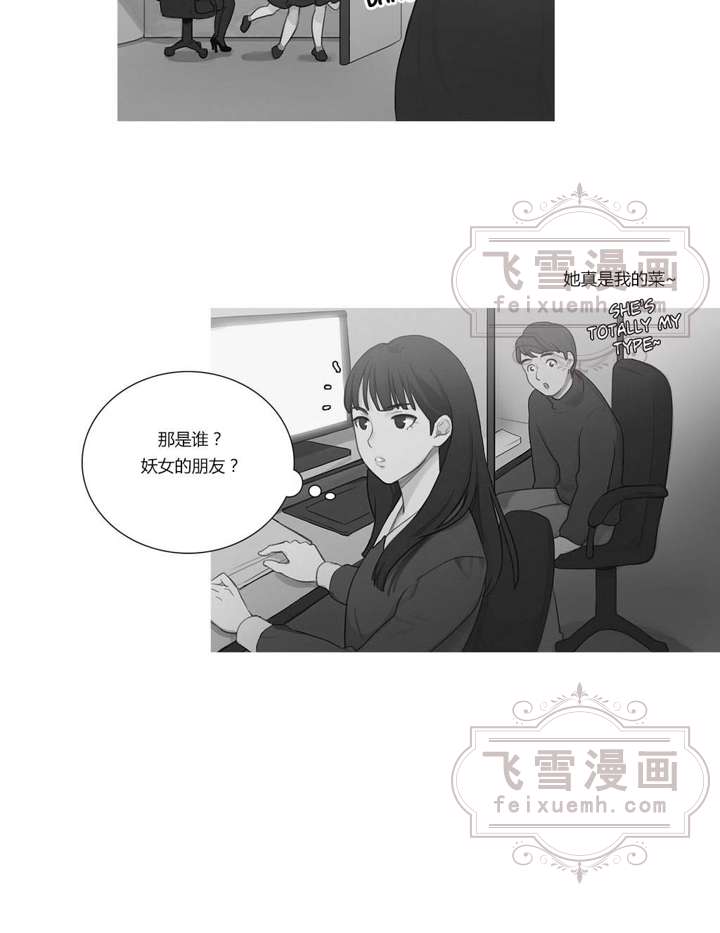 飞雪漫画
feixuemh.com
她真是我的菜~
SHE'S
TOTALLY MY
TYPE~
那是谁？
妖女的朋友？
飞雪漫画
feixuemh.com